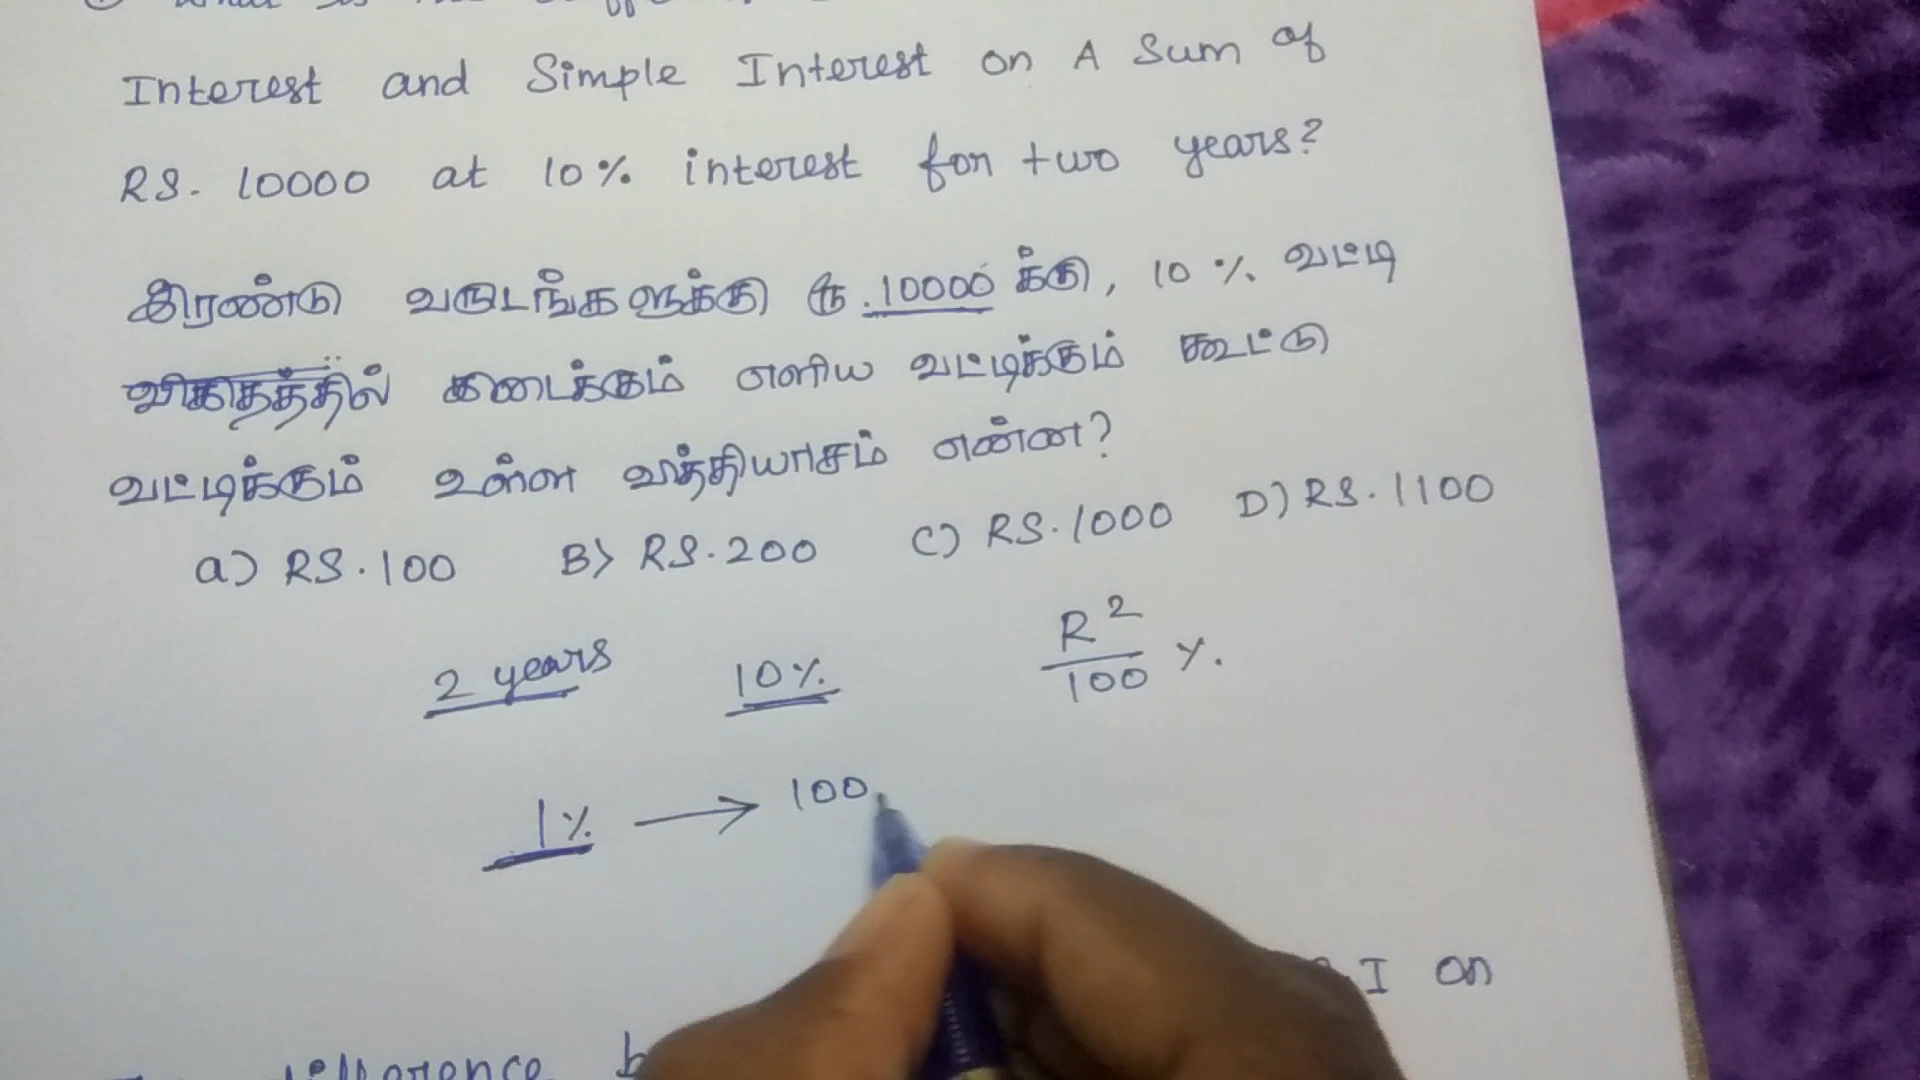 Interest and Simple Interest on A Sum of
RS. 10000 at 10% interest for two years?
இரண்டு வருடங்களுக்கு ரூ.10000 க்கு, 10% வட்டி
விகிதத்தில் கிடைக்கும் எளிய வட்டிக்கும் கூட்டு
வட்டிக்கும் உள்ள வித்தியாசம் என்ன?
a) RS.100 B) RS.200 C) RS.1000 D) RS.1100
2 years 10% R²/100 %.
1% → 100
I on
difference